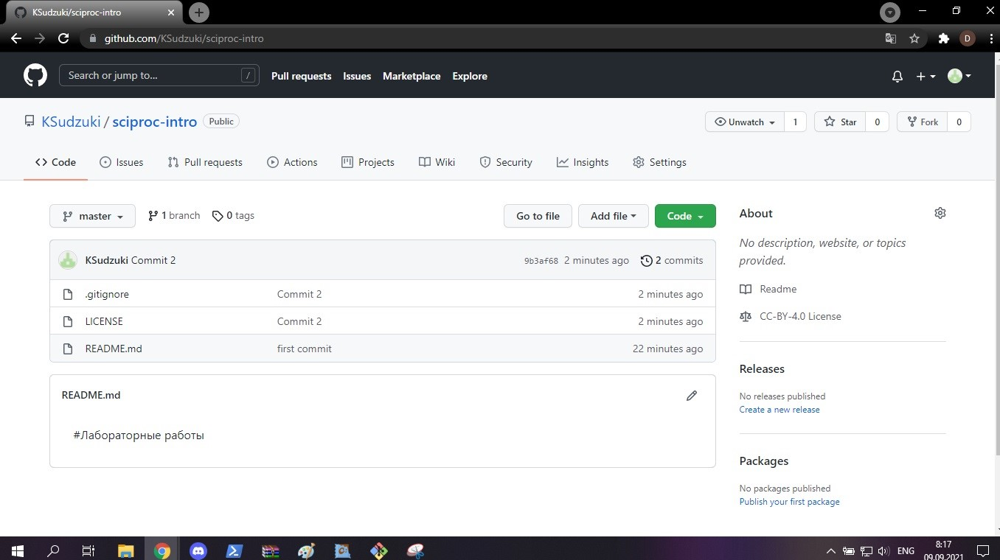 KSudzuki/sciproc-intro
github.com/KSudzuki/sciproc-intro
D
Search or jump to... /
Pull requests Issues Marketplace Explore
KSudzuki / sciproc-intro Public
Unwatch 1 Star 0 Fork 0
Code Issues Pull requests Actions Projects Wiki Security Insights Settings
master 1 branch 0 tags Go to file Add file Code
KSudzuki Commit 2 9b3af68 2 minutes ago 2 commits
.gitignore Commit 2 2 minutes ago
LICENSE Commit 2 2 minutes ago
README.md first commit 22 minutes ago
README.md
#Лабораторные работы
About
No description, website, or topics
provided.
Readme
CC-BY-4.0 License
Releases
No releases published
Create a new release
Packages
No packages published
Publish your first package
ENG
8:17
09.09.2021